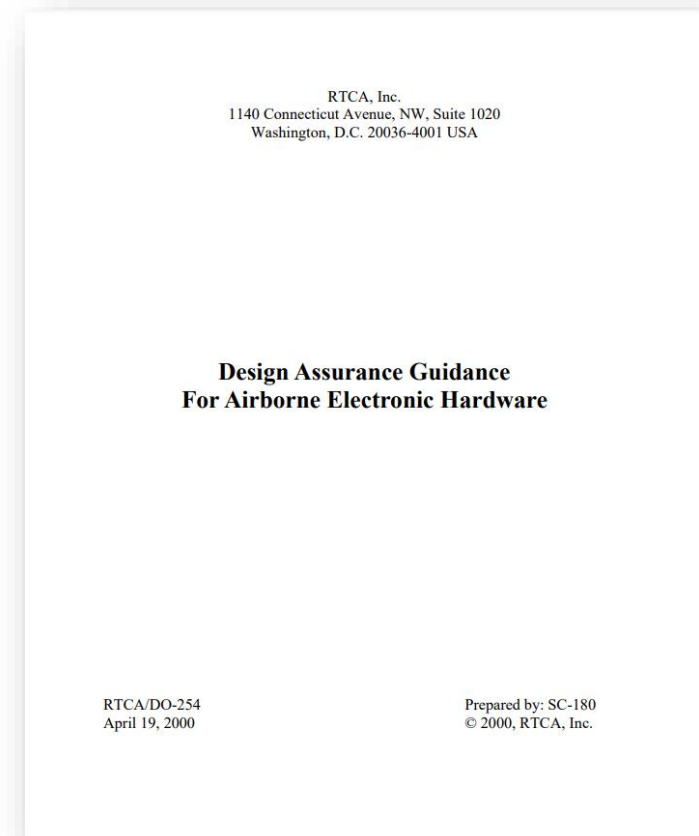 RTCA, Inc.
1140 Connecticut Avenue, NW, Suite 1020
Washington, D.C. 20036-4001 USA
Design Assurance Guidance
For Airborne Electronic Hardware
RTCA/DO-254
April 19, 2000
Prepared by: SC-180
© 2000, RTCA, Inc.